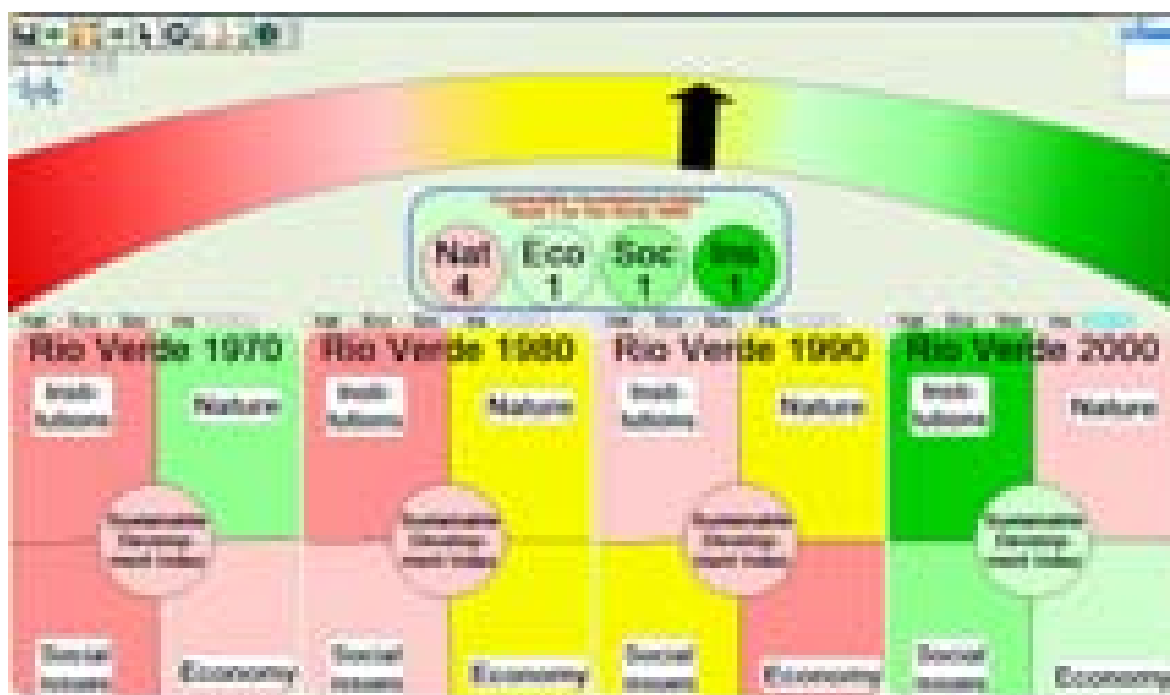 Nat
4
Eco
1
Soc
1
Ins
1
Rio Verde 1970
Insti
tutions
Nature
Sustainable
Develop
ment Index
Social
issues
Economy
Rio Verde 1980
Insti
tutions
Nature
Sustainable
Develop
ment Index
Social
issues
Economy
Rio Verde 1990
Insti
tutions
Nature
Sustainable
Develop
ment Index
Social
issues
Economy
Rio Verde 2000
Insti
tutions
Nature
Sustainable
Develop
ment Index
Social
issues
Economy